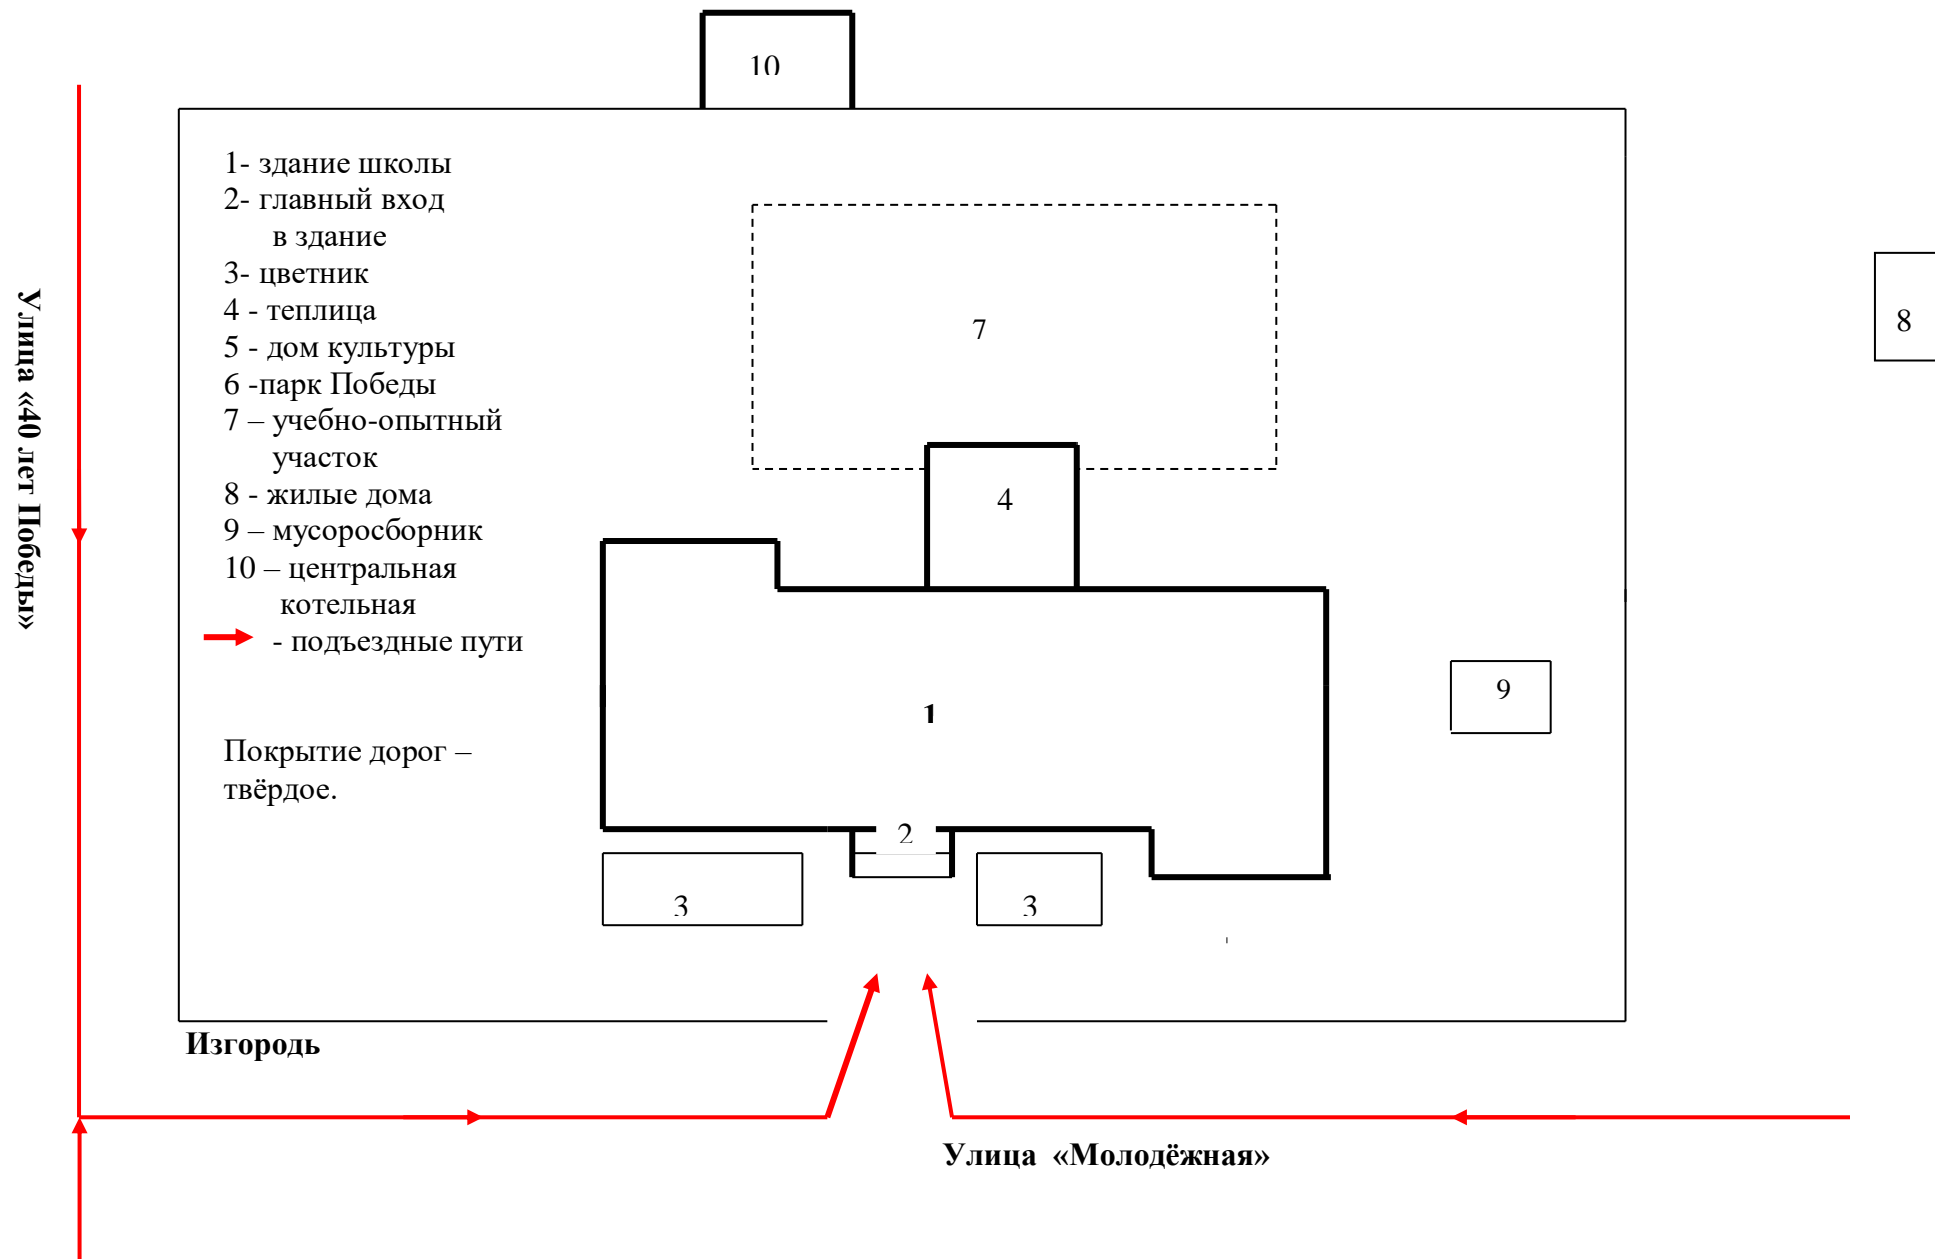 10
1- здание школы
2- главный вход
в здание
3- цветник
4 - теплица
5 - дом культуры
6 -парк Победы
7 – учебно-опытный
участок
8 - жилые дома
9 – мусоросборник
10 – центральная
котельная
- подъездные пути
Покрытие дорог –
твёрдое.
Улица «40 лет Победы»
7
8
4
9
1
2
3
3
Изгородь
Улица «Молодёжная»